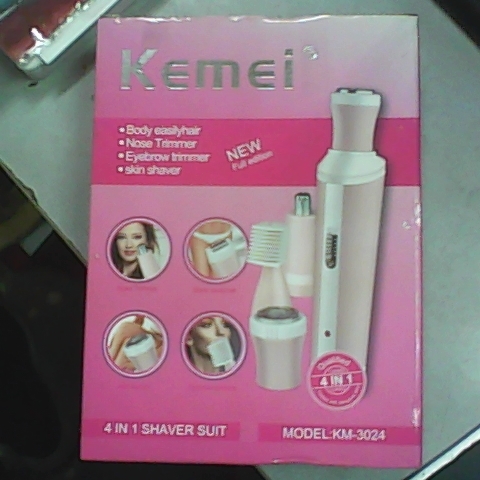 Kemei
• Body easilyhair
• Nose Trimmer
• Eyebrow trimmer
• skin shaver
NEW
Full edition
Qualified
4 IN 1
4 IN 1 SHAVER SUIT
MODEL:KM-3024